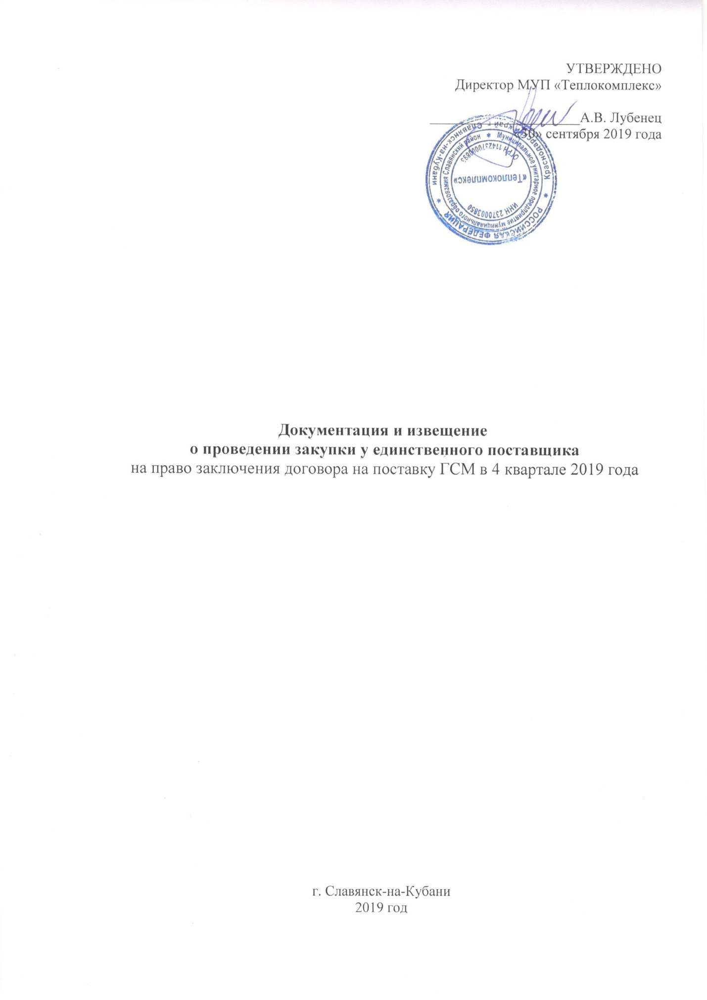 УТВЕРЖДЕНО
Директор МУП «Теплокомплекс»
А.В. Лубенец
«30» сентября 2019 года
РОССИЙСКАЯ ФЕДЕРАЦИЯ * Краснодарский край г. Славянск-на-Кубани *
* Муниципальное унитарное предприятие муниципального образования Славянский район
ОГРН 1142370000895
«Теплокомплекс»
ИНН 2370003850
Документация и извещение
о проведении закупки у единственного поставщика
на право заключения договора на поставку ГСМ в 4 квартале 2019 года
г. Славянск-на-Кубани
2019 год